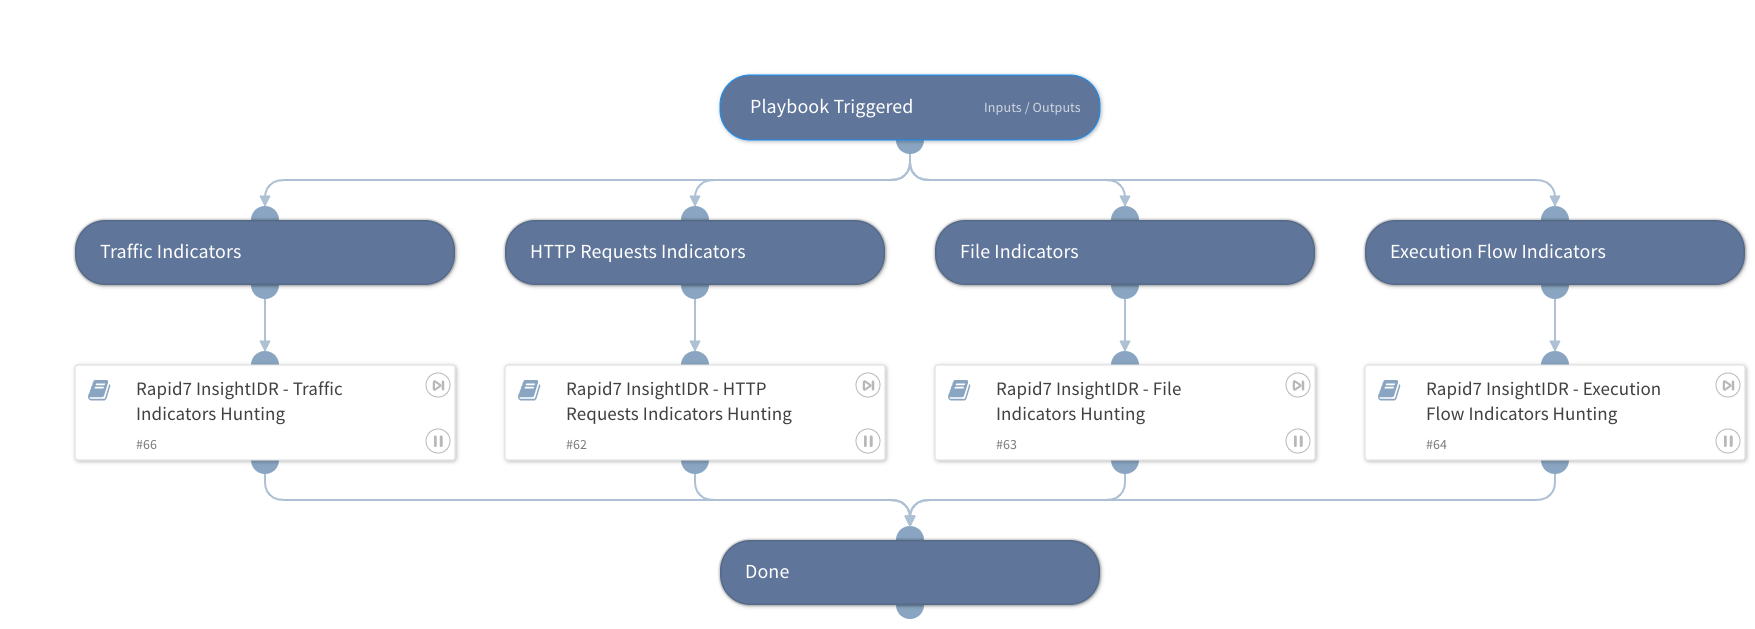 Playbook Triggered
Inputs / Outputs
Traffic Indicators
HTTP Requests Indicators
File Indicators
Execution Flow Indicators
Rapid7 InsightIDR - Traffic
Indicators Hunting
#66
Rapid7 InsightIDR - HTTP
Requests Indicators Hunting
#62
Rapid7 InsightIDR - File
Indicators Hunting
#63
Rapid7 InsightIDR - Execution
Flow Indicators Hunting
#64
Done